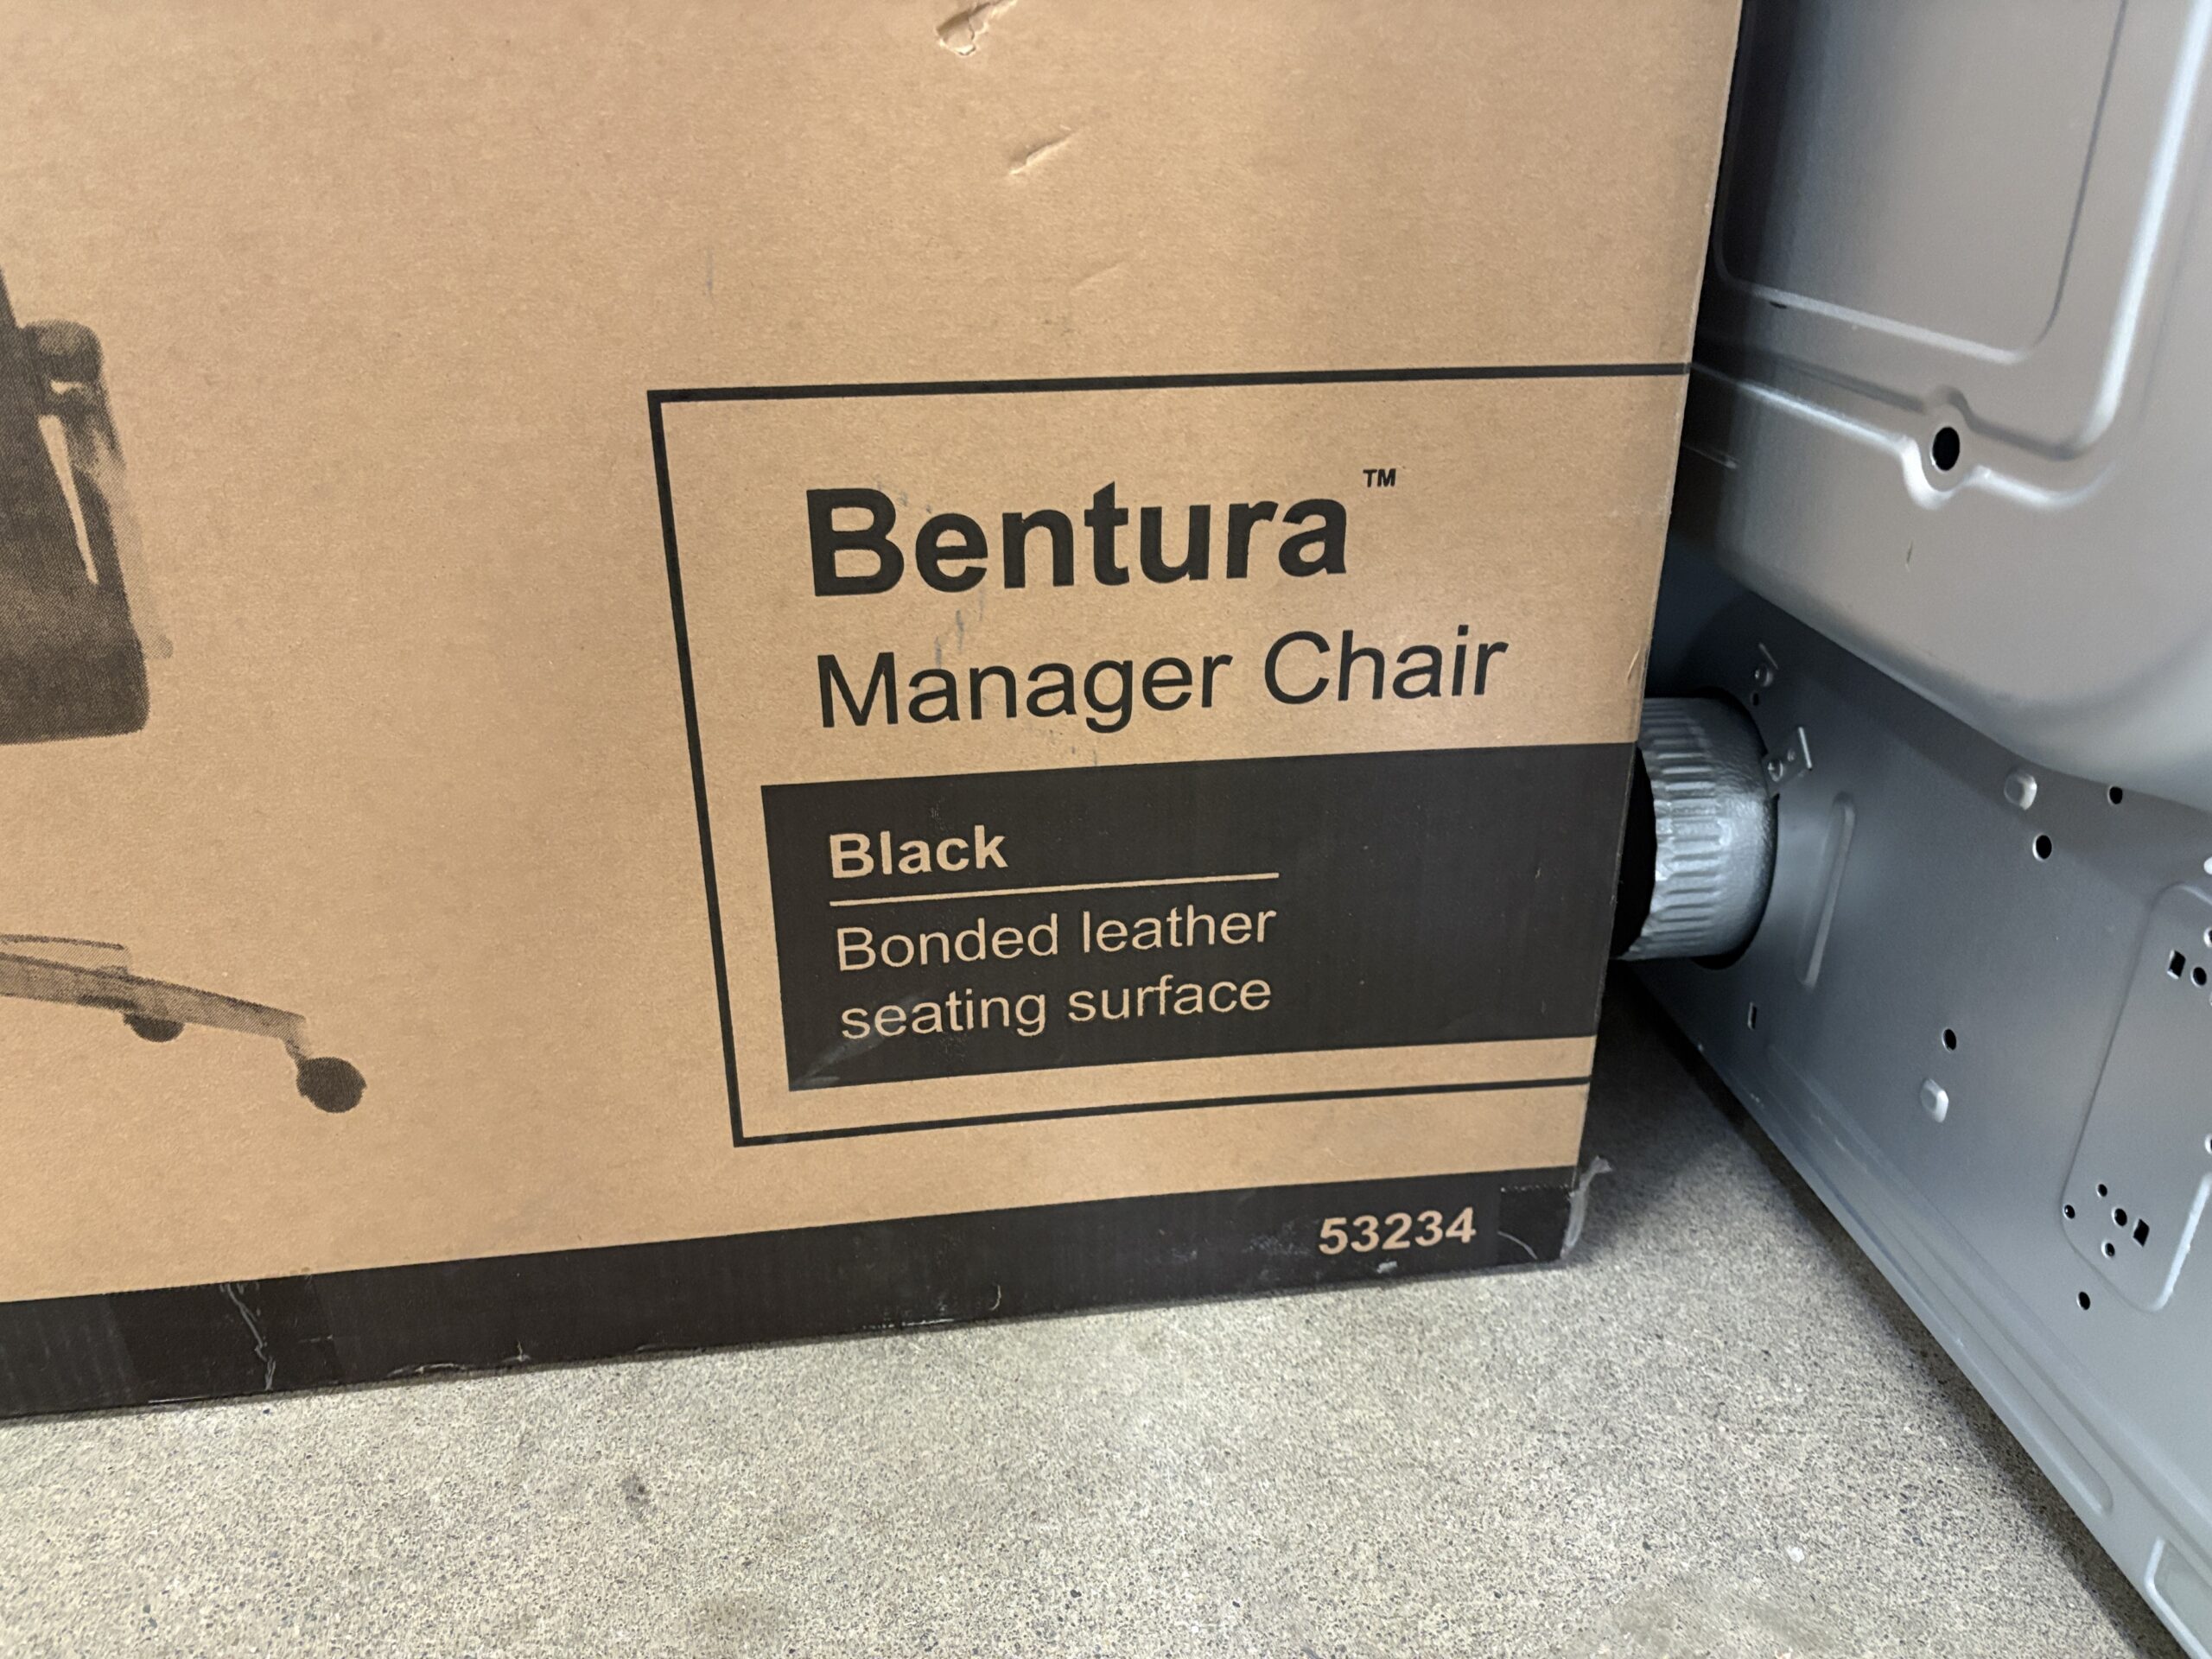 Bentura™
Manager Chair
Black
Bonded leather
seating surface
53234